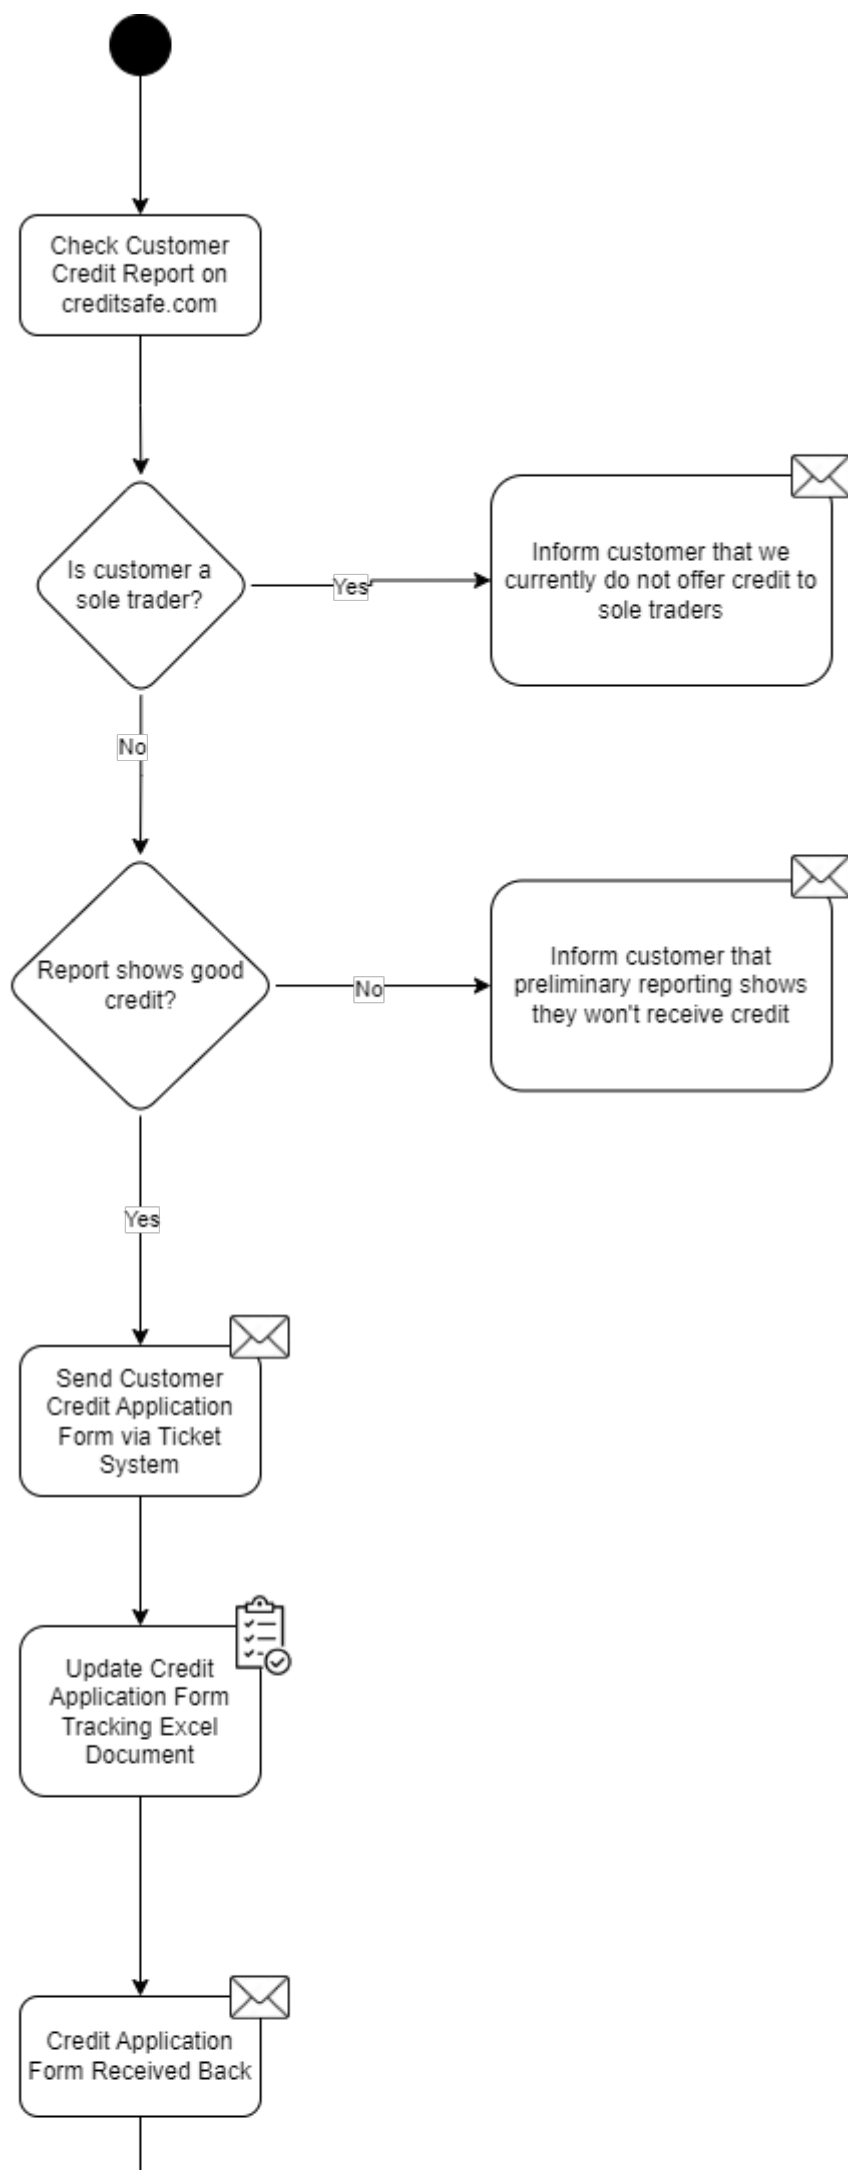 Check Customer
Credit Report on
creditsafe.com
Is customer a
sole trader?
Yes
Inform customer that we
currently do not offer credit to
sole traders
No
Report shows good
credit?
No
Inform customer that
preliminary reporting shows
they won't receive credit
Yes
Send Customer
Credit Application
Form via Ticket
System
Update Credit
Application Form
Tracking Excel
Document
Credit Application
Form Received Back